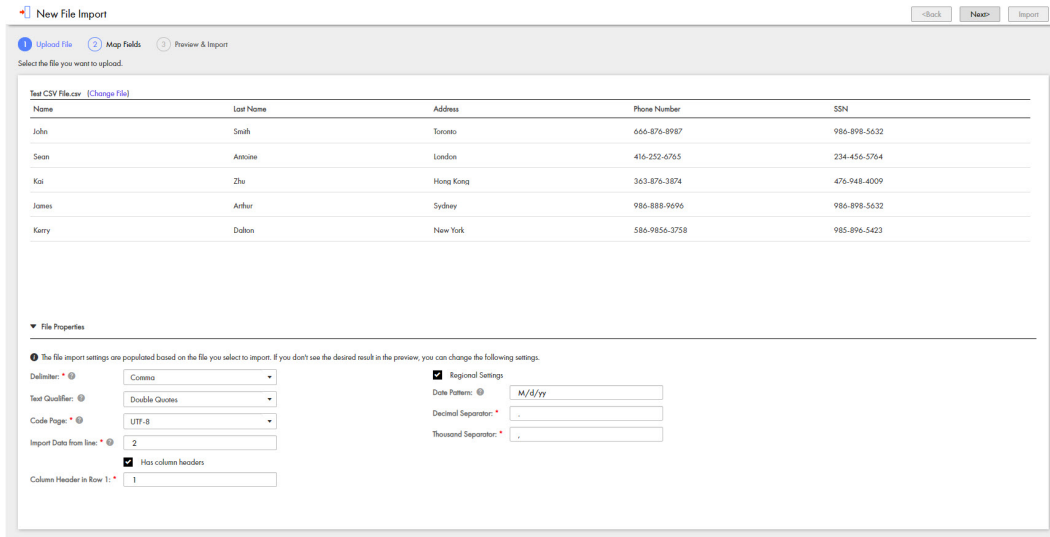 New File Import <Back Next> Import
1 Upload File 2 Map Fields 3 Preview & Import
Select the file you want to upload.
Test CSV File.csv (Change File)
Name Last Name Address Phone Number SSN
John Smith Toronto 666-876-8987 986-898-5632
Sean Antoine London 416-252-6765 234-456-5764
Kai Zhu Hong Kong 363-876-3874 476-948-4009
James Arthur Sydney 986-888-9696 986-898-5632
Kerry Dalton New York 586-9856-3758 985-896-5423
File Properties
The file import settings are populated based on the file you select to import. If you don't see the desired result in the preview, you can change the following settings.
Delimiter: * ? Comma Regional Settings
Text Qualifier: ? Double Quotes Date Pattern: ? M/d/yy
Code Page: * ? UTF-8 Decimal Separator: * .
Import Data from line: * ? 2 Thousand Separator: * ,
Has column headers
Column Header in Row 1: * 1